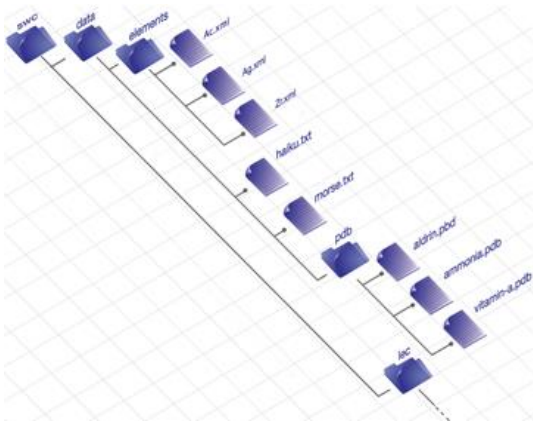 swc
data
elements
Ac.xml
Ag.xml
Zr.xml
haiku.txt
morse.txt
pdb
aldrin.pbd
ammonia.pdb
vitamin-a.pdb
lec